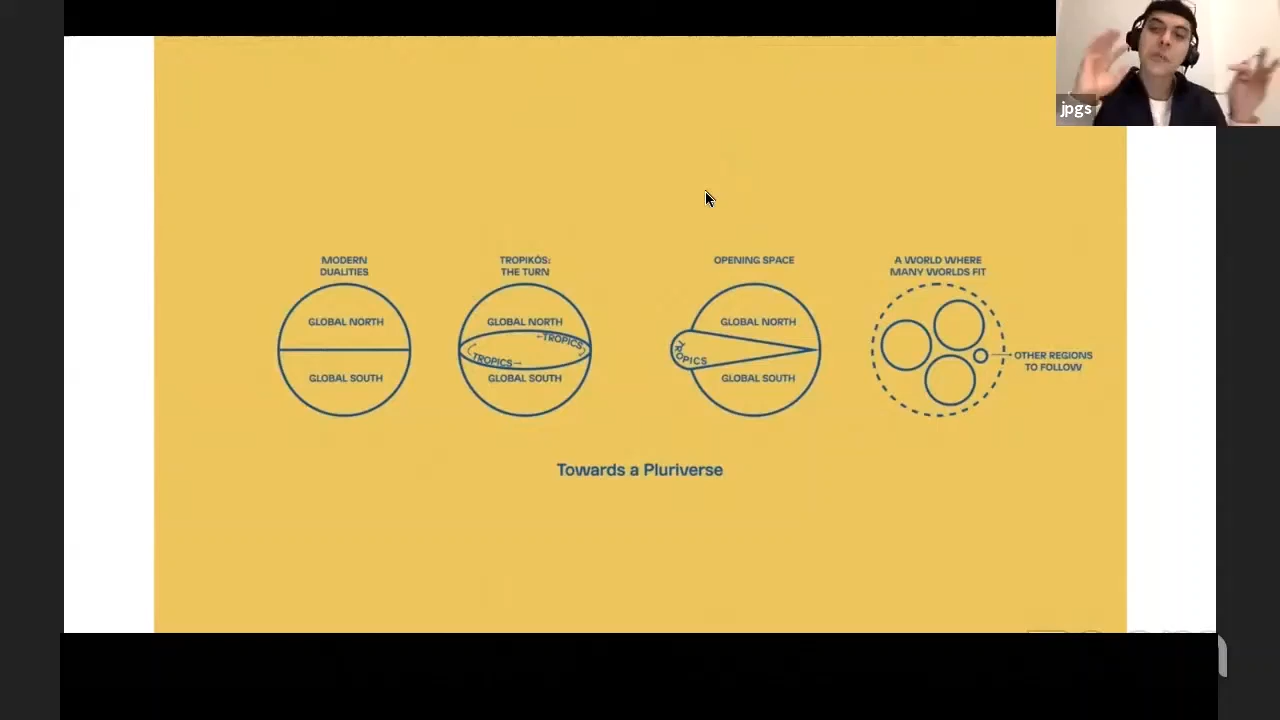 jpgs
MODERN
DUALITIES
GLOBAL NORTH
GLOBAL SOUTH
TROPIKÓS:
THE TURN
GLOBAL NORTH
←TROPICS
TROPICS→
GLOBAL SOUTH
OPENING SPACE
GLOBAL NORTH
TROPICS
GLOBAL SOUTH
A WORLD WHERE
MANY WORLDS FIT
OTHER REGIONS
TO FOLLOW
Towards a Pluriverse